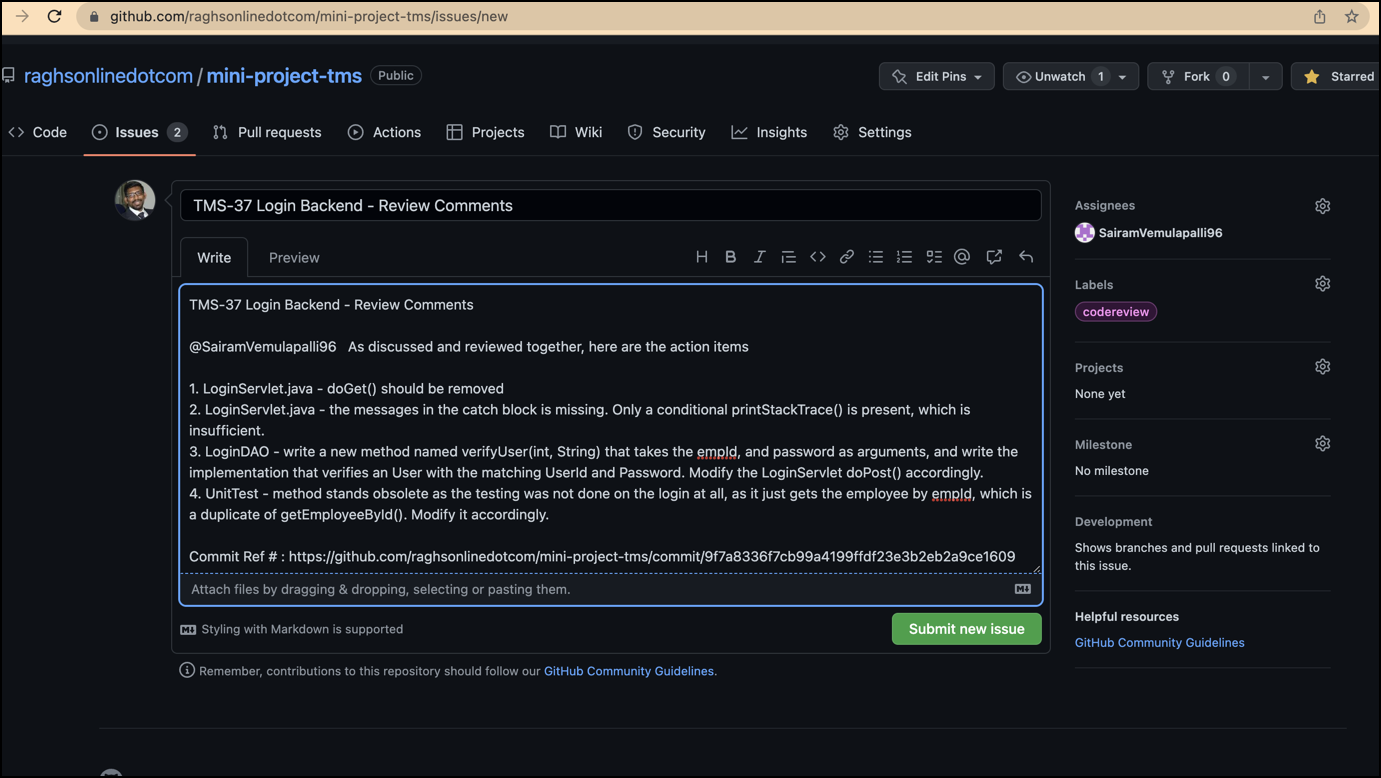 github.com/raghsonlinedotcom/mini-project-tms/issues/new
raghsonlinedotcom / mini-project-tms Public
Edit Pins Unwatch 1 Fork 0 Starred
Code Issues 2 Pull requests Actions Projects Wiki Security Insights Settings
TMS-37 Login Backend - Review Comments
Write Preview
TMS-37 Login Backend - Review Comments
@SairamVemulapalli96 As discussed and reviewed together, here are the action items
1. LoginServlet.java - doGet() should be removed
2. LoginServlet.java - the messages in the catch block is missing. Only a conditional printStackTrace() is present, which is
insufficient.
3. LoginDAO - write a new method named verifyUser(int, String) that takes the empId, and password as arguments, and write the
implementation that verifies an User with the matching UserId and Password. Modify the LoginServlet doPost() accordingly.
4. UnitTest - method stands obsolete as the testing was not done on the login at all, as it just gets the employee by empId, which is
a duplicate of getEmployeeById(). Modify it accordingly.
Commit Ref # : https://github.com/raghsonlinedotcom/mini-project-tms/commit/9f7a8336f7cb99a4199ffdf23e3b2eb2a9ce1609
Attach files by dragging & dropping, selecting or pasting them.
Styling with Markdown is supported
Submit new issue
Remember, contributions to this repository should follow our GitHub Community Guidelines.
Assignees
SairamVemulapalli96
Labels
codereview
Projects
None yet
Milestone
No milestone
Development
Shows branches and pull requests linked to
this issue.
Helpful resources
GitHub Community Guidelines